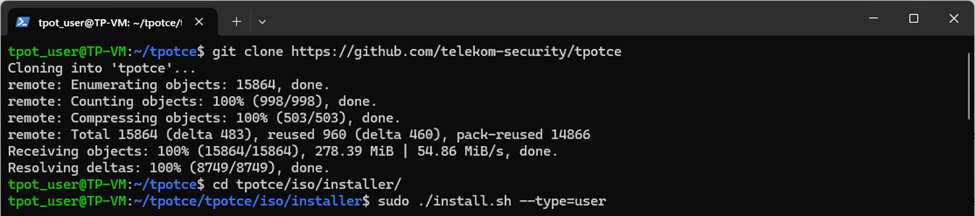 tpot_user@TP-VM: ~/tpotce/t
tpot_user@TP-VM:~/tpotce$ git clone https://github.com/telekom-security/tpotce
Cloning into 'tpotce'...
remote: Enumerating objects: 15864, done.
remote: Counting objects: 100% (998/998), done.
remote: Compressing objects: 100% (503/503), done.
remote: Total 15864 (delta 483), reused 960 (delta 460), pack-reused 14866
Receiving objects: 100% (15864/15864), 278.39 MiB | 54.86 MiB/s, done.
Resolving deltas: 100% (8749/8749), done.
tpot_user@TP-VM:~/tpotce$ cd tpotce/iso/installer/
tpot_user@TP-VM:~/tpotce/tpotce/iso/installer$ sudo ./install.sh --type=user